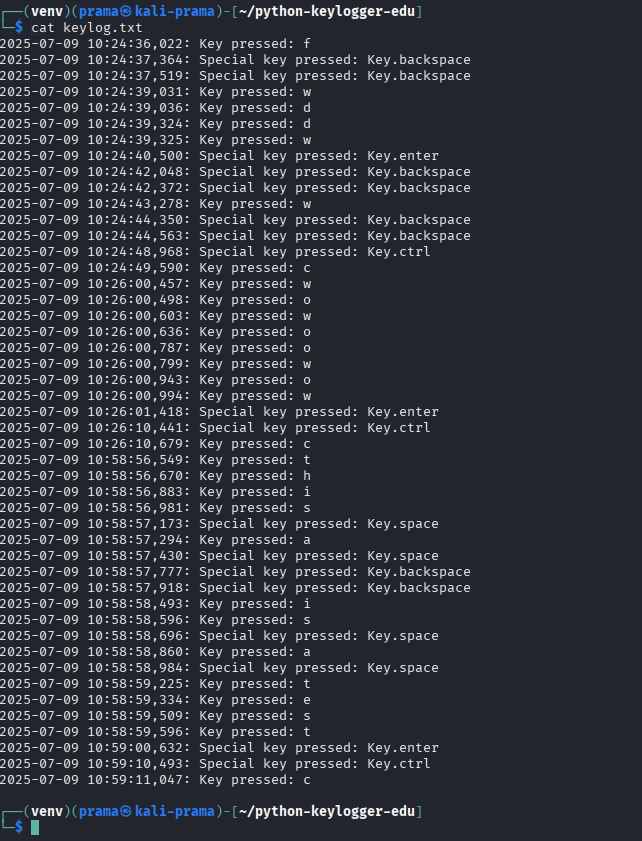 ┌──(venv)(prama㉿kali-prama)-[~/python-keylogger-edu]
└─$ cat keylog.txt
2025-07-09 10:24:36,022: Key pressed: f
2025-07-09 10:24:37,364: Special key pressed: Key.backspace
2025-07-09 10:24:37,519: Special key pressed: Key.backspace
2025-07-09 10:24:39,031: Key pressed: w
2025-07-09 10:24:39,036: Key pressed: d
2025-07-09 10:24:39,324: Key pressed: d
2025-07-09 10:24:39,325: Key pressed: w
2025-07-09 10:24:40,500: Special key pressed: Key.enter
2025-07-09 10:24:42,048: Special key pressed: Key.backspace
2025-07-09 10:24:42,372: Special key pressed: Key.backspace
2025-07-09 10:24:43,278: Key pressed: w
2025-07-09 10:24:44,350: Special key pressed: Key.backspace
2025-07-09 10:24:44,563: Special key pressed: Key.backspace
2025-07-09 10:24:48,968: Special key pressed: Key.ctrl
2025-07-09 10:24:49,590: Key pressed: c
2025-07-09 10:26:00,457: Key pressed: w
2025-07-09 10:26:00,498: Key pressed: o
2025-07-09 10:26:00,603: Key pressed: w
2025-07-09 10:26:00,636: Key pressed: o
2025-07-09 10:26:00,787: Key pressed: o
2025-07-09 10:26:00,799: Key pressed: w
2025-07-09 10:26:00,943: Key pressed: o
2025-07-09 10:26:00,994: Key pressed: w
2025-07-09 10:26:01,418: Special key pressed: Key.enter
2025-07-09 10:26:10,441: Special key pressed: Key.ctrl
2025-07-09 10:26:10,679: Key pressed: c
2025-07-09 10:58:56,549: Key pressed: t
2025-07-09 10:58:56,670: Key pressed: h
2025-07-09 10:58:56,883: Key pressed: i
2025-07-09 10:58:56,981: Key pressed: s
2025-07-09 10:58:57,173: Special key pressed: Key.space
2025-07-09 10:58:57,294: Key pressed: a
2025-07-09 10:58:57,430: Special key pressed: Key.space
2025-07-09 10:58:57,777: Special key pressed: Key.backspace
2025-07-09 10:58:57,918: Special key pressed: Key.backspace
2025-07-09 10:58:58,493: Key pressed: i
2025-07-09 10:58:58,596: Key pressed: s
2025-07-09 10:58:58,696: Special key pressed: Key.space
2025-07-09 10:58:58,860: Key pressed: a
2025-07-09 10:58:58,984: Special key pressed: Key.space
2025-07-09 10:58:59,225: Key pressed: t
2025-07-09 10:58:59,334: Key pressed: e
2025-07-09 10:58:59,509: Key pressed: s
2025-07-09 10:58:59,596: Key pressed: t
2025-07-09 10:59:00,632: Special key pressed: Key.enter
2025-07-09 10:59:10,493: Special key pressed: Key.ctrl
2025-07-09 10:59:11,047: Key pressed: c
┌──(venv)(prama㉿kali-prama)-[~/python-keylogger-edu]
└─$